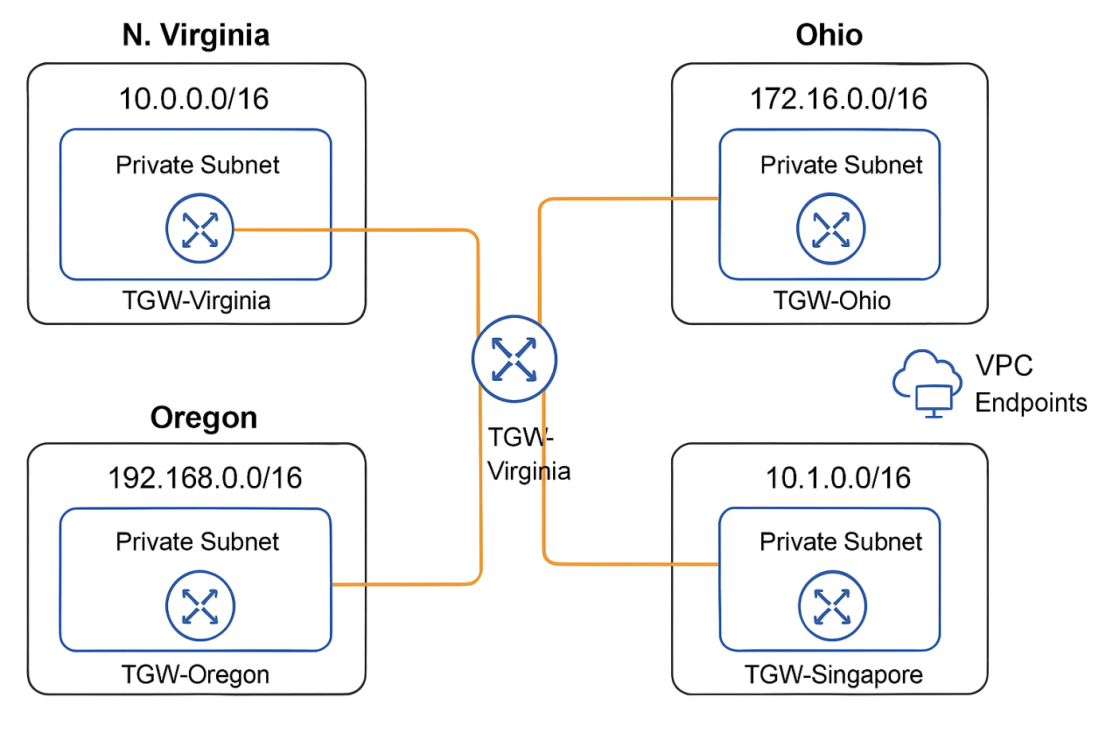 N. Virginia
10.0.0.0/16
Private Subnet
TGW-Virginia
Ohio
172.16.0.0/16
Private Subnet
TGW-Ohio
VPC
Endpoints
TGW-
Virginia
Oregon
192.168.0.0/16
Private Subnet
TGW-Oregon
10.1.0.0/16
Private Subnet
TGW-Singapore